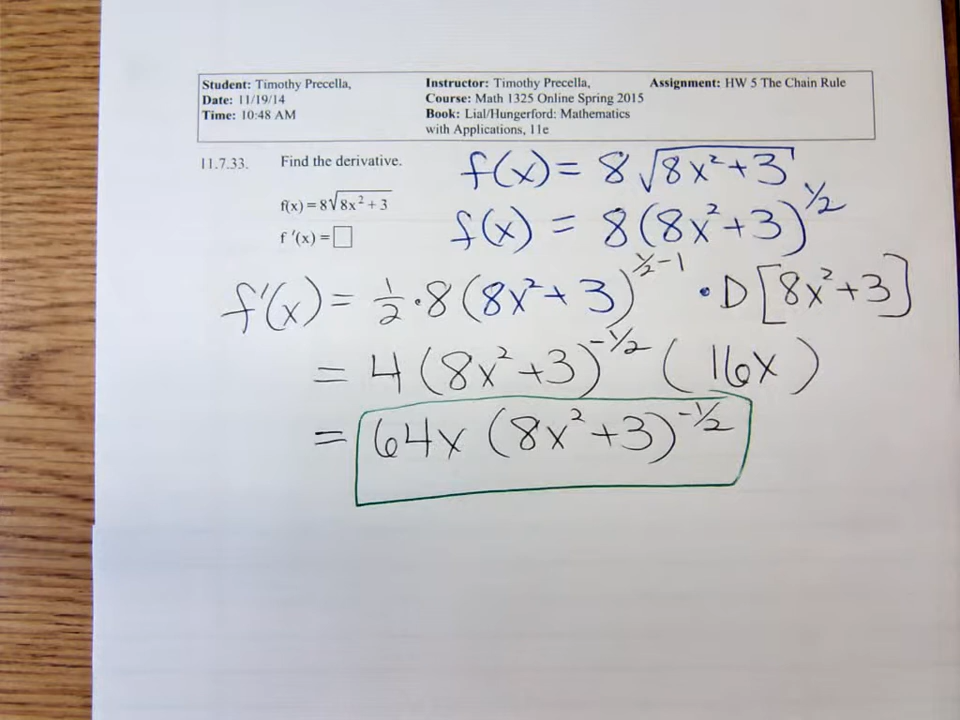 Student: Timothy Precella, Instructor: Timothy Precella, Assignment: HW 5 The Chain Rule
Date: 11/19/14 Course: Math 1325 Online Spring 2015
Time: 10:48 AM Book: Lial/Hungerford: Mathematics
with Applications, 11e
11.7.33. Find the derivative.
f(x) = 8√(8x² + 3)
f ′(x) = □
f(x) = 8√(8x² + 3)
f(x) = 8(8x² + 3)^(1/2)
f′(x) = 1/2 · 8(8x² + 3)^(1/2 - 1) · D[8x² + 3]
= 4(8x² + 3)^(-1/2) (16x)
= 64x (8x² + 3)^(-1/2)